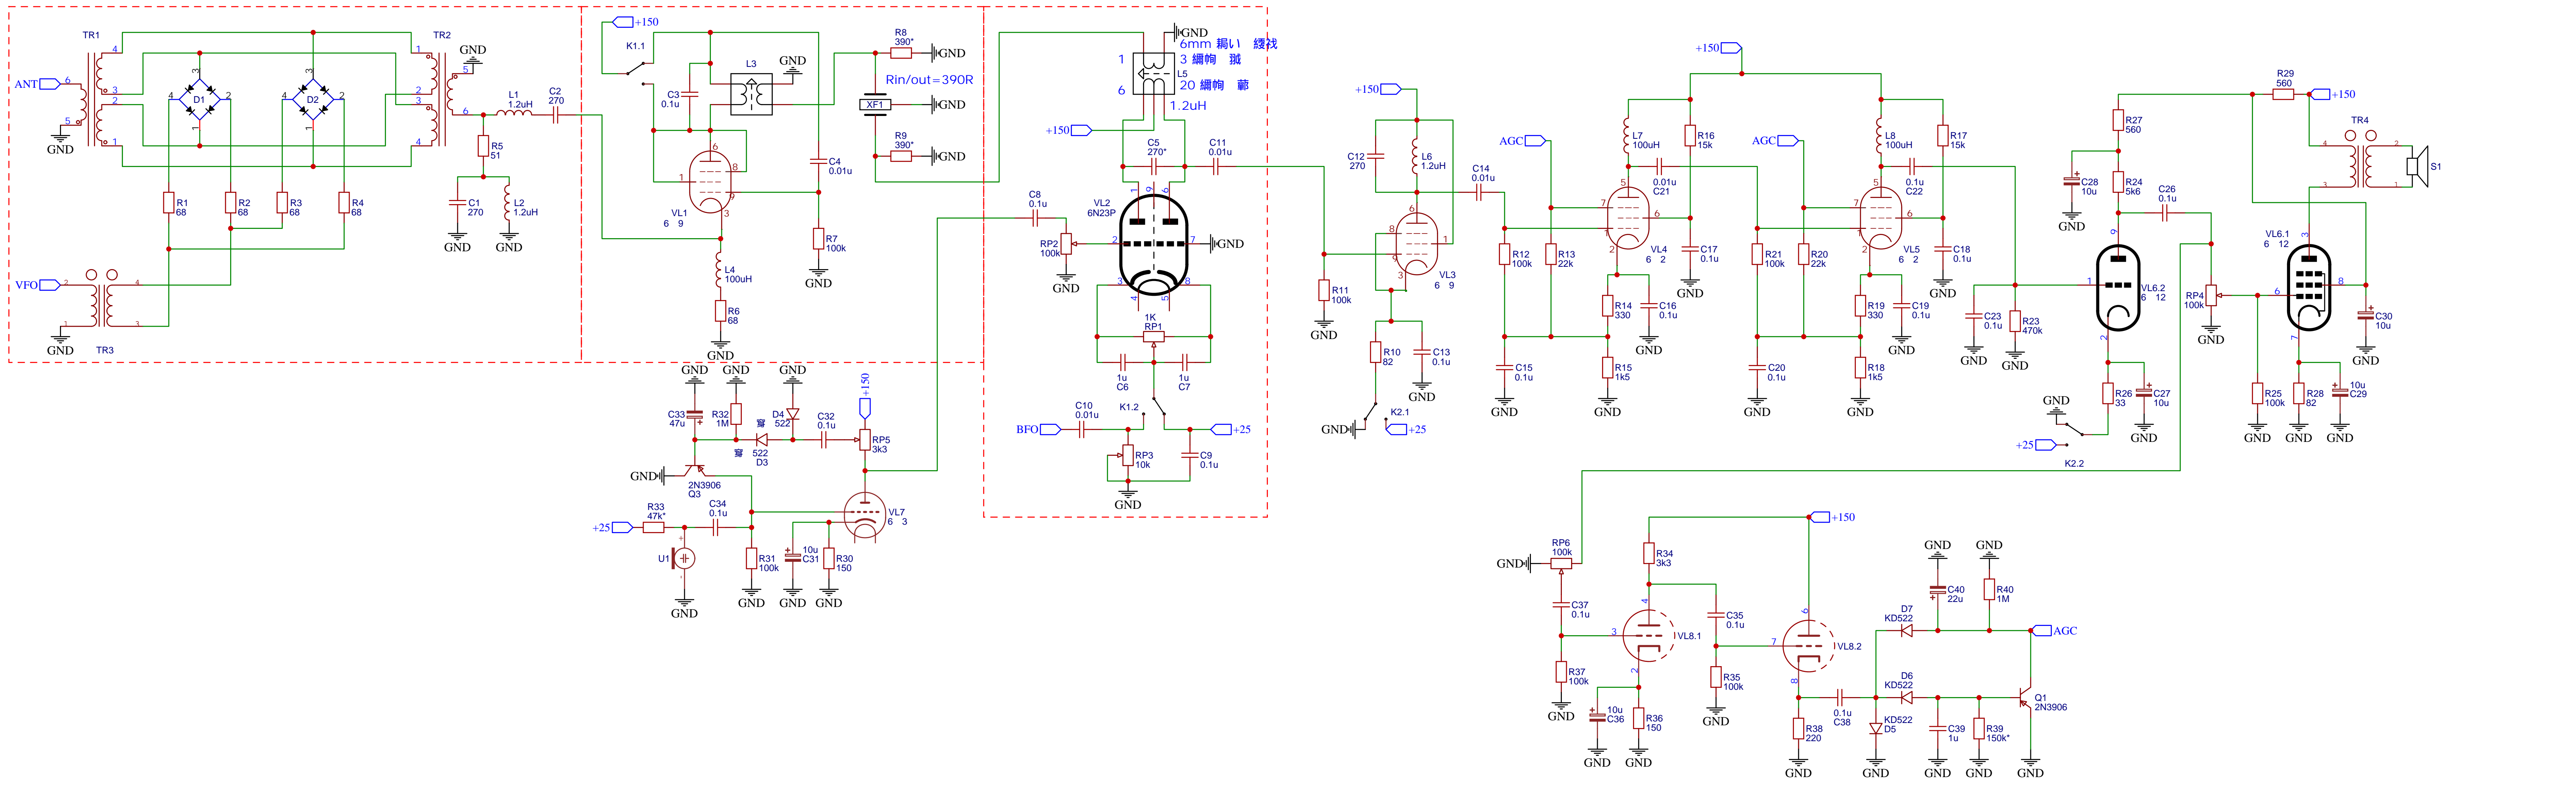 TR1
ANT
6
5
GND
4
3
2
1
D1
D2
TR2
GND
L1
1.2uH
C2
270
R5
51
C1
270
L2
1.2uH
GND
GND
R1
68
R2
68
R3
68
R4
68
VFO
TR3
GND
+150
K1.1
C3
0.1u
L3
GND
VL1
6 9
C4
0.01u
R7
100k
GND
L4
100uH
R6
68
GND
R8
390*
GND
Rin/out=390R
XF1
GND
R9
390*
GND
GND
6mm
3
20
L5
1.2uH
1
6
+150
C5
270*
C11
0.01u
VL2
6N23P
C8
0.1u
RP2
100k
GND
GND
1K
RP1
1u
C6
1u
C7
K1.2
BFO
C10
0.01u
RP3
10k
C9
0.1u
+25
GND
GND
GND
GND
C33
47u
R32
1M
D4
522
C32
0.1u
522
D3
+150
RP5
3k3
GND
2N3906
Q3
R33
47k*
+25
C34
0.1u
U1
GND
R31
100k
GND
10u
C31
GND
R30
150
GND
VL7
6 3
+150
C12
270
L6
1.2uH
C14
0.01u
VL3
6 9
R11
100k
GND
R10
82
C13
0.1u
GND
GND
K2.1
+25
+150
AGC
L7
100uH
R16
15k
0.01u
C21
VL4
6 2
R12
100k
R13
22k
C17
0.1u
GND
R14
330
C16
0.1u
GND
C15
0.1u
GND
R15
1k5
GND
AGC
L8
100uH
R17
15k
0.1u
C22
VL5
6 2
R21
100k
R20
22k
C18
0.1u
GND
R19
330
C19
0.1u
GND
C20
0.1u
GND
R18
1k5
GND
C23
0.1u
GND
R23
470k
GND
R27
560
C28
10u
GND
R24
5k6
C26
0.1u
VL6.2
6 12
R26
33
C27
10u
GND
GND
+25
K2.2
R29
560
+150
TR4
S1
VL6.1
6 12
RP4
100k
GND
R25
100k
GND
R28
82
GND
10u
C29
GND
C30
10u
GND
RP6
100k
GND
C37
0.1u
R37
100k
GND
R34
3k3
+150
VL8.1
C35
0.1u
R35
100k
GND
10u
C36
GND
R36
150
GND
VL8.2
R38
220
GND
0.1u
C38
KD522
D5
GND
D6
KD522
D7
KD522
GND
C40
22u
GND
R40
1M
AGC
C39
1u
GND
R39
150k*
GND
Q1
2N3906
GND